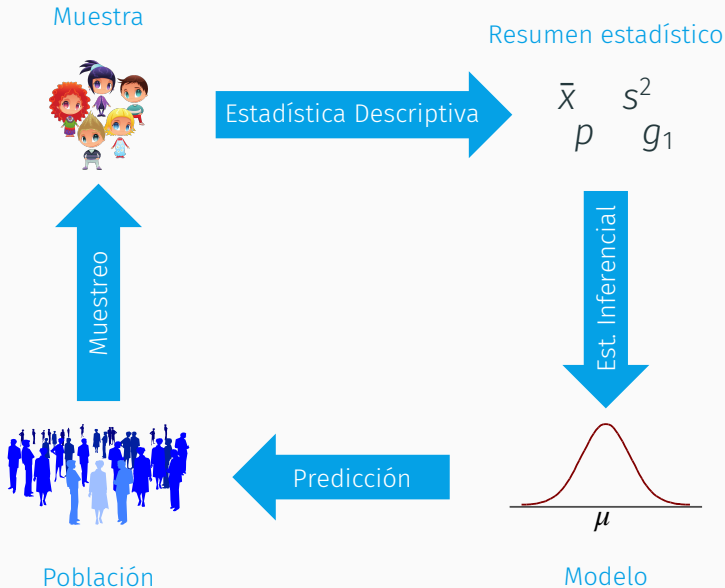 Muestra
Resumen estadístico
Estadística Descriptiva
x̄ s²
p g₁
Muestreo
Est. Inferencial
Predicción
μ
Población
Modelo